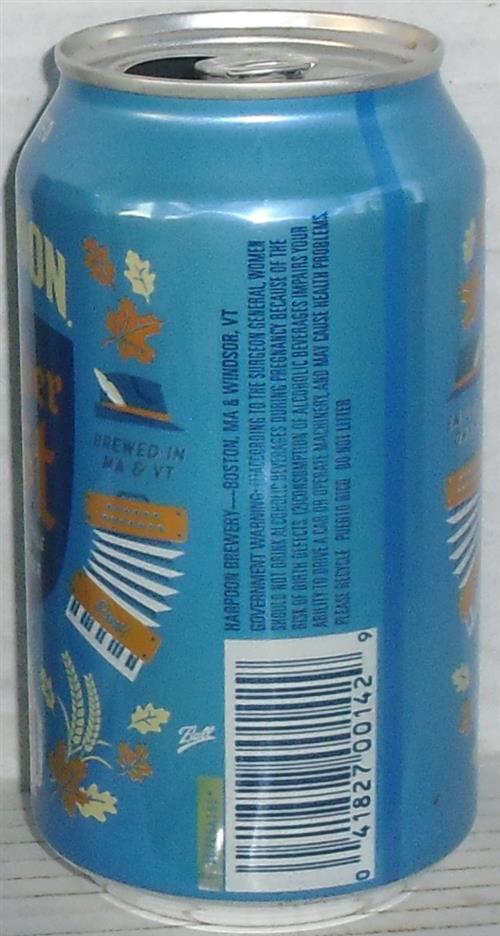 ON.
er
t
BREWED IN
MA & VT
HARPOON BREWERY—BOSTON, MA & WINDSOR, VT
GOVERNMENT WARNING: (1) ACCORDING TO THE SURGEON GENERAL, WOMEN
SHOULD NOT DRINK ALCOHOLIC BEVERAGES DURING PREGNANCY BECAUSE OF THE
RISK OF BIRTH DEFECTS. (2) CONSUMPTION OF ALCOHOLIC BEVERAGES IMPAIRS YOUR
ABILITY TO DRIVE A CAR OR OPERATE MACHINERY, AND MAY CAUSE HEALTH PROBLEMS.
PLEASE RECYCLE PUERTO RICO DO NOT LITTER
Ball
0 41827 00142 9